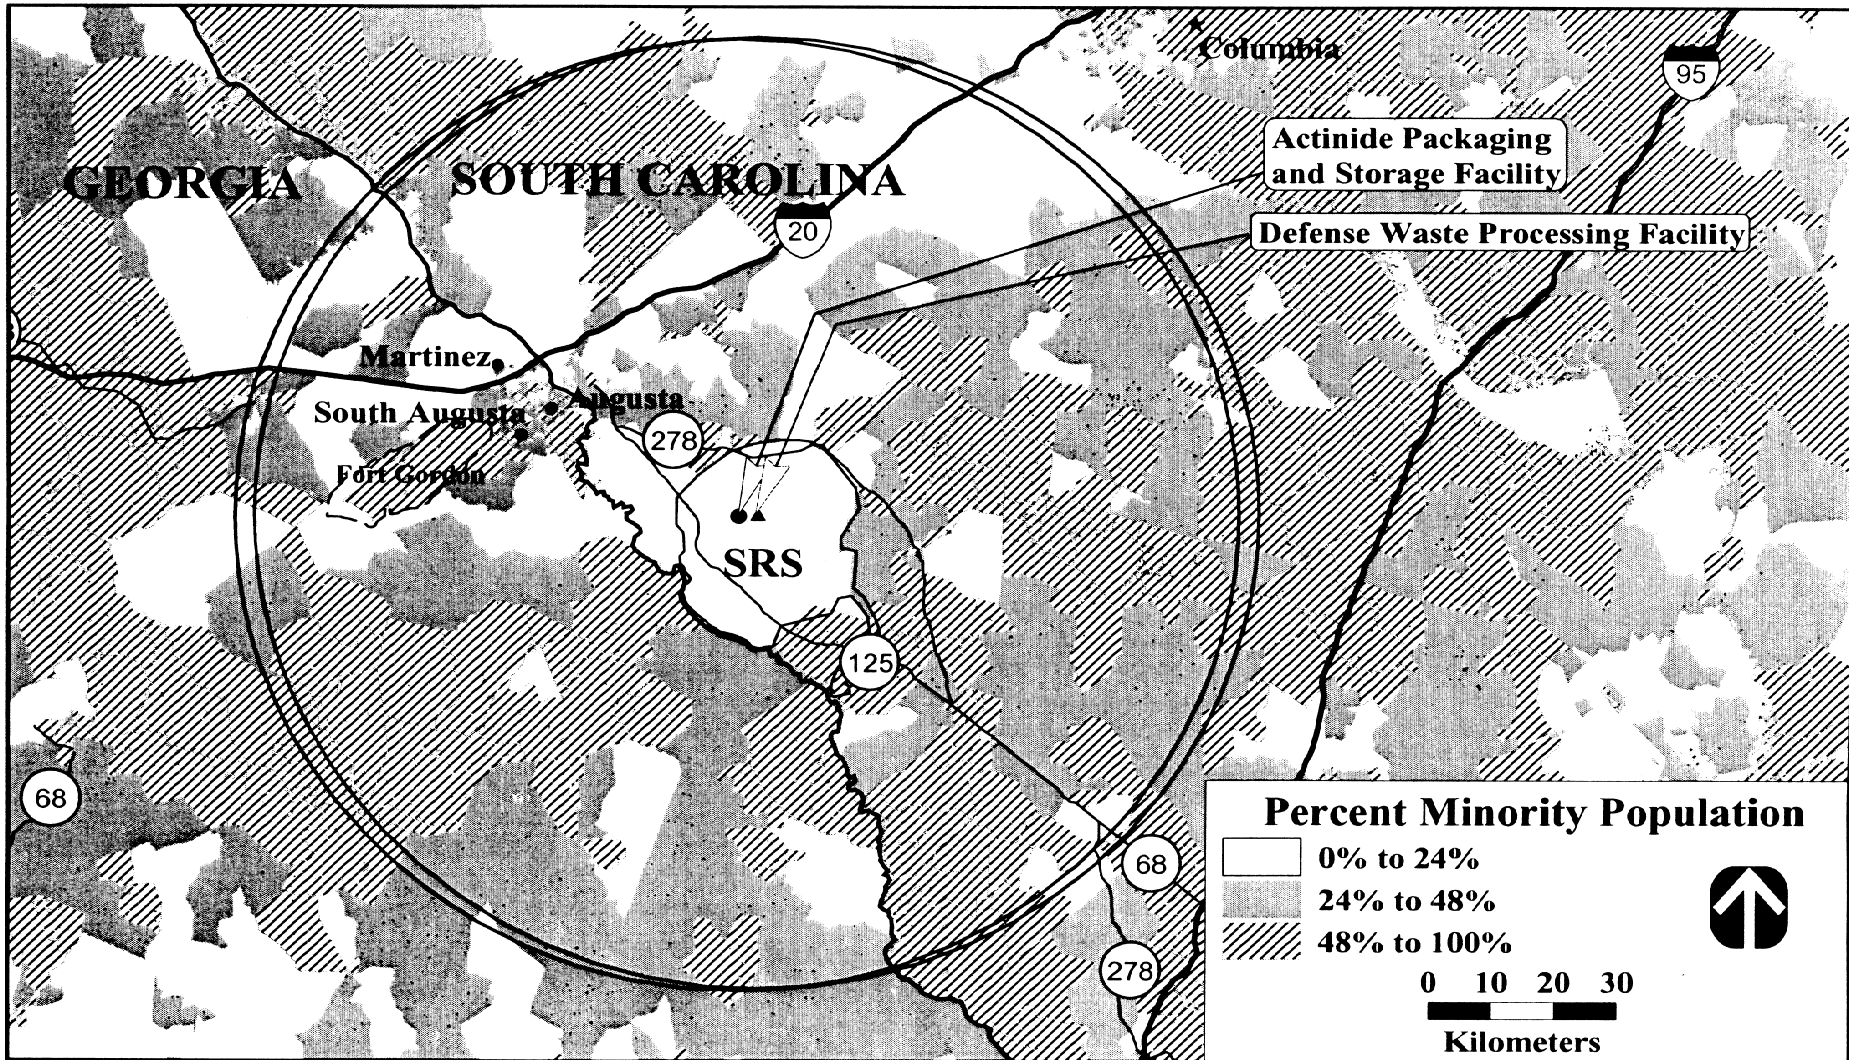 Columbia
95
Actinide Packaging
and Storage Facility
GEORGIA
SOUTH CAROLINA
20
Defense Waste Processing Facility
Martinez
Augusta
South Augusta
278
Fort Gordon
SRS
125
68
68
278
Percent Minority Population
0% to 24%
24% to 48%
48% to 100%
0 10 20 30
Kilometers